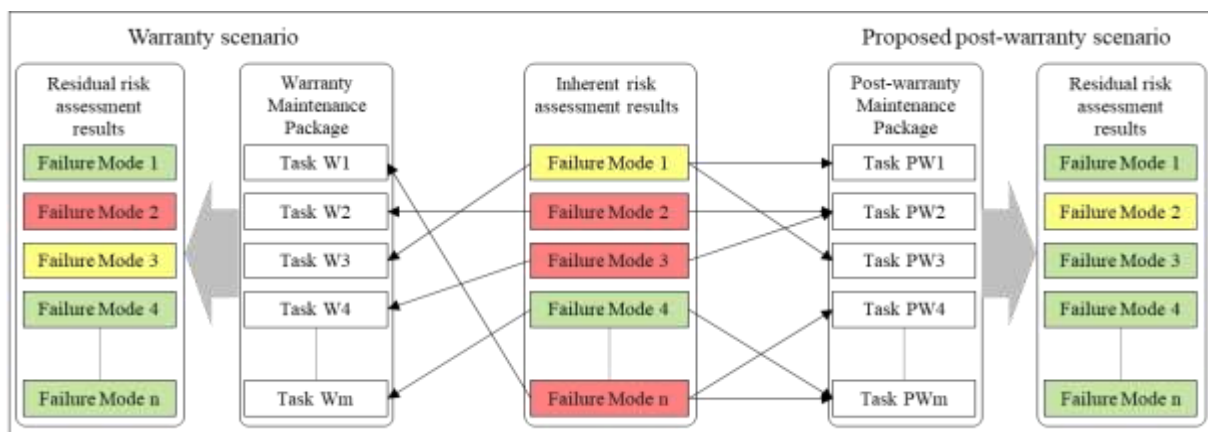 Warranty scenario
Proposed post-warranty scenario
Residual risk
assessment
results
Failure Mode 1
Failure Mode 2
Failure Mode 3
Failure Mode 4
Failure Mode n
Warranty
Maintenance
Package
Task W1
Task W2
Task W3
Task W4
Task Wm
Inherent risk
assessment results
Failure Mode 1
Failure Mode 2
Failure Mode 3
Failure Mode 4
Failure Mode n
Post-warranty
Maintenance
Package
Task PW1
Task PW2
Task PW3
Task PW4
Task PWm
Residual risk
assessment
results
Failure Mode 1
Failure Mode 2
Failure Mode 3
Failure Mode 4
Failure Mode n